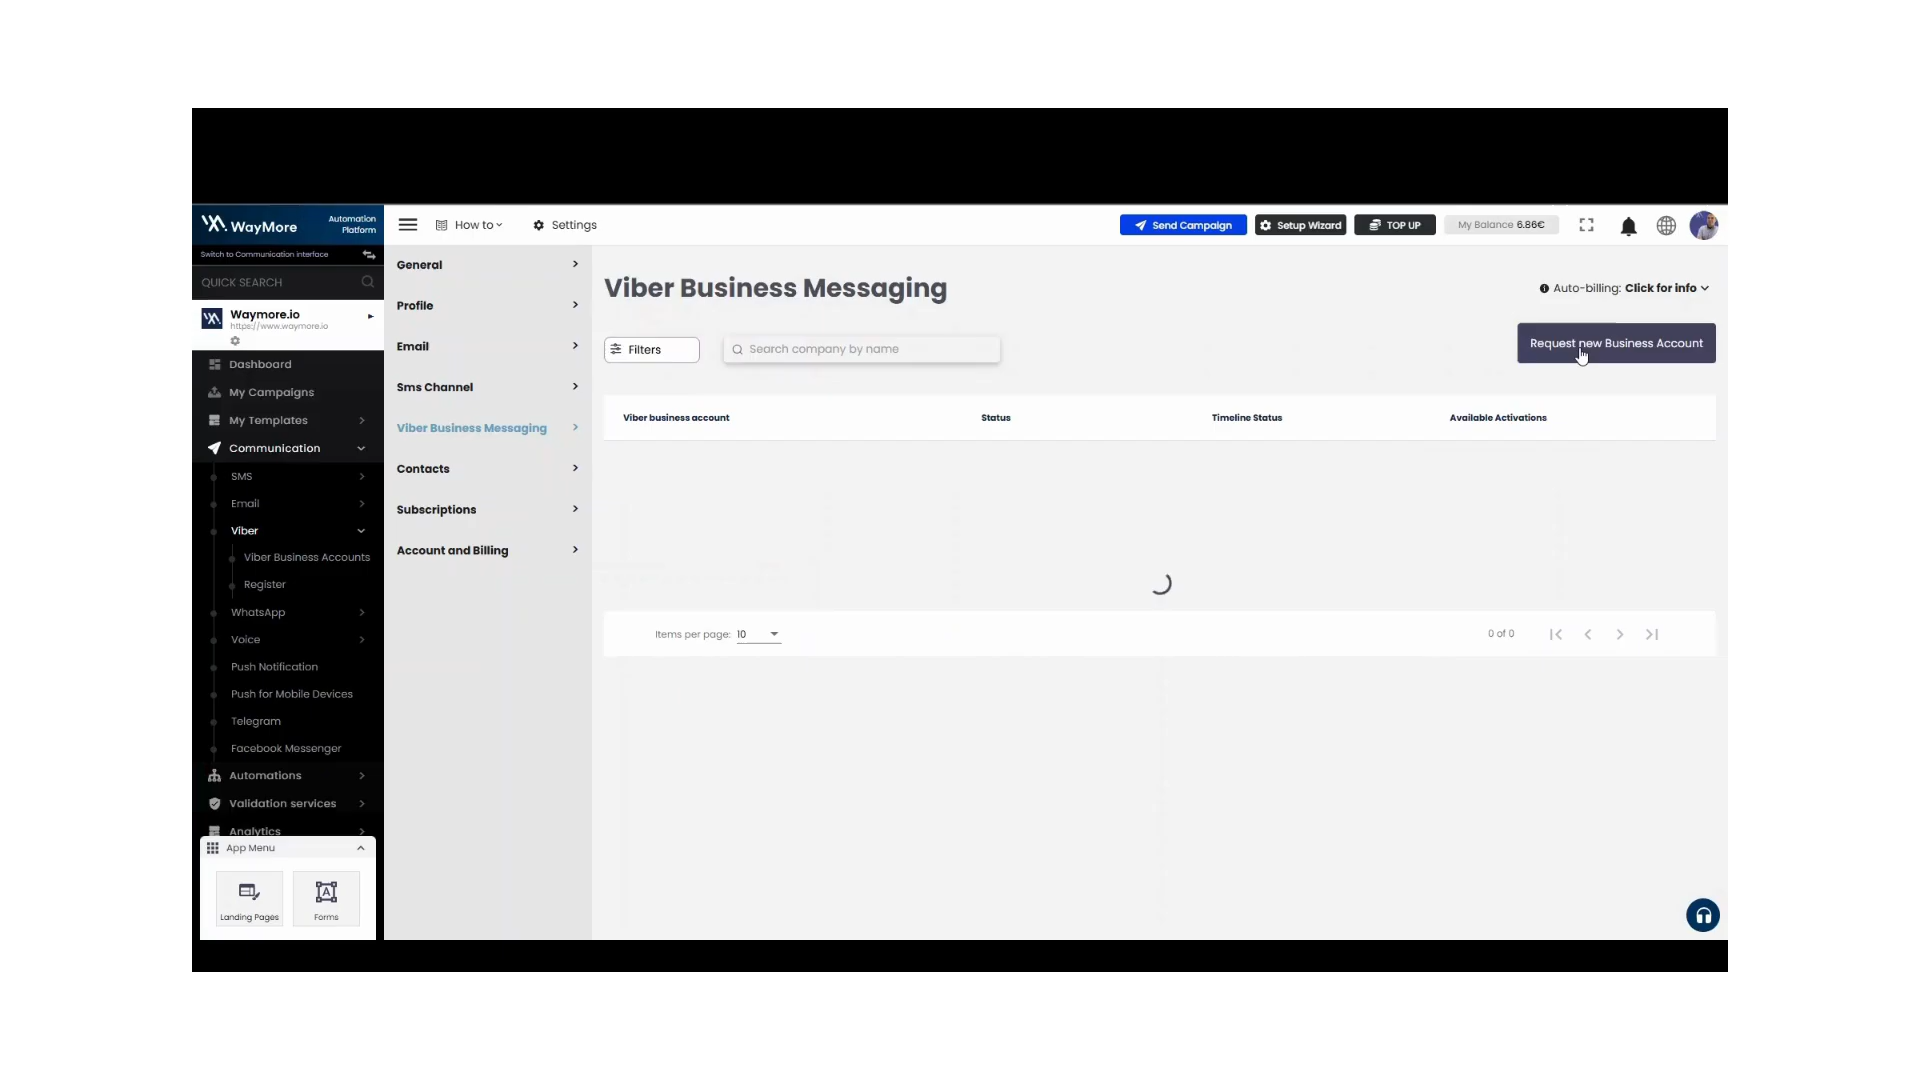 WayMore
Automation
Platform
Switch to Communication interface
QUICK SEARCH
Waymore.io
https://www.waymore.io
Dashboard
My Campaigns
My Templates
Communication
SMS
Email
Viber
Viber Business Accounts
Register
WhatsApp
Voice
Push Notification
Push for Mobile Devices
Telegram
Facebook Messenger
Automations
Validation services
Analytics
App Menu
Landing Pages
Forms
How to
Settings
Send Campaign
Setup Wizard
TOP UP
My Balance 6.86€
General
Profile
Email
Sms Channel
Viber Business Messaging
Contacts
Subscriptions
Account and Billing
Viber Business Messaging
Auto-billing: Click for info
Filters
Search company by name
Request new Business Account
Viber business account
Status
Timeline Status
Available Activations
Items per page: 10
0 of 0